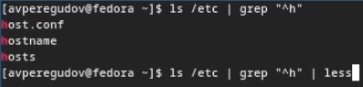 [avperegudov@fedora ~]$ ls /etc | grep "^h"
host.conf
hostname
hosts
[avperegudov@fedora ~]$ ls /etc | grep "^h" | less